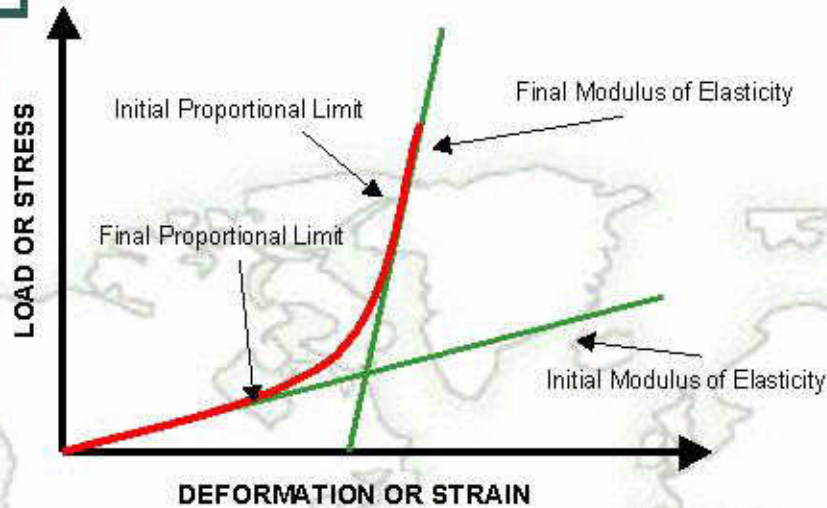 Final Modulus of Elasticity
Initial Proportional Limit
LOAD OR STRESS
Final Proportional Limit
Initial Modulus of Elasticity
DEFORMATION OR STRAIN